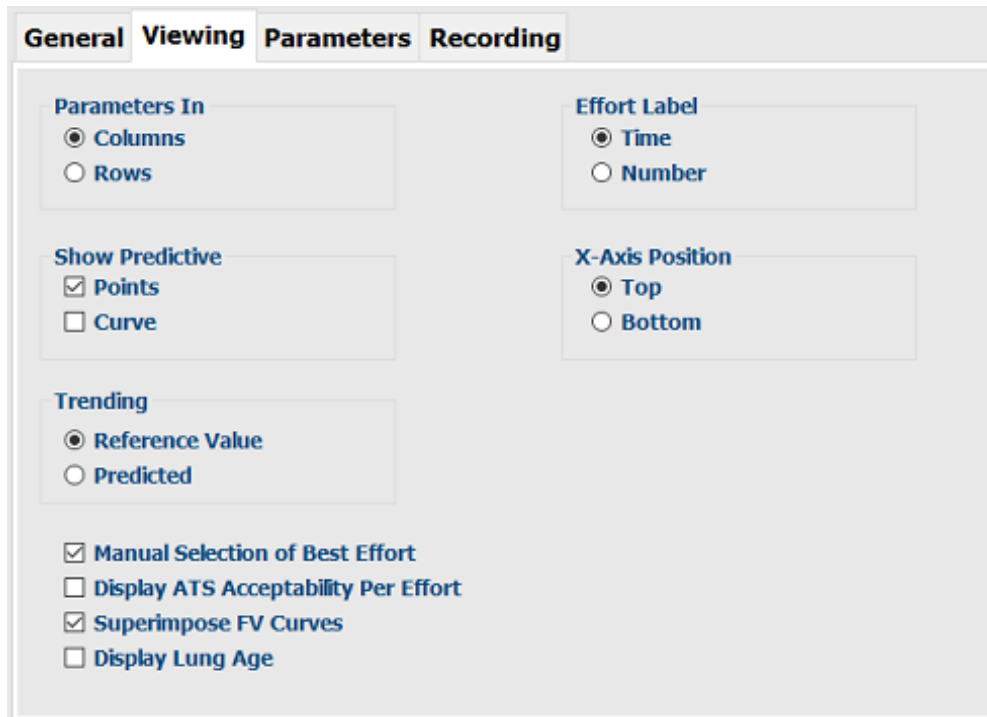 General Viewing Parameters Recording
Parameters In
Columns
Rows
Effort Label
Time
Number
Show Predictive
Points
Curve
X-Axis Position
Top
Bottom
Trending
Reference Value
Predicted
Manual Selection of Best Effort
Display ATS Acceptability Per Effort
Superimpose FV Curves
Display Lung Age